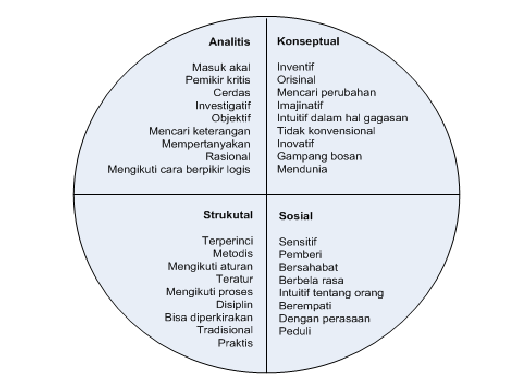 Analitis
Masuk akal
Pemikir kritis
Cerdas
Investigatif
Objektif
Mencari keterangan
Mempertanyakan
Rasional
Mengikuti cara berpikir logis
Konseptual
Inventif
Orisinal
Mencari perubahan
Imajinatif
Intuitif dalam hal gagasan
Tidak konvensional
Inovatif
Gampang bosan
Mendunia
Strukutal
Terperinci
Metodis
Mengikuti aturan
Teratur
Mengikuti proses
Disiplin
Bisa diperkirakan
Tradisional
Praktis
Sosial
Sensitif
Pemberi
Bersahabat
Berbela rasa
Intuitif tentang orang
Berempati
Dengan perasaan
Peduli